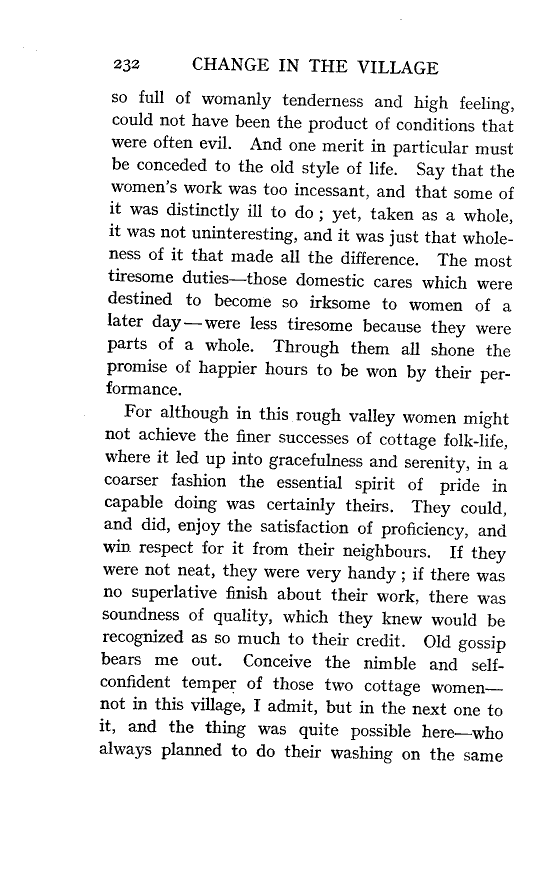 232 CHANGE IN THE VILLAGE
so full of womanly tenderness and high feeling,
could not have been the product of conditions that
were often evil. And one merit in particular must
be conceded to the old style of life. Say that the
women's work was too incessant, and that some of
it was distinctly ill to do ; yet, taken as a whole,
it was not uninteresting, and it was just that whole-
ness of it that made all the difference. The most
tiresome duties—those domestic cares which were
destined to become so irksome to women of a
later day—were less tiresome because they were
parts of a whole. Through them all shone the
promise of happier hours to be won by their per-
formance.
For although in this rough valley women might
not achieve the finer successes of cottage folk-life,
where it led up into gracefulness and serenity, in a
coarser fashion the essential spirit of pride in
capable doing was certainly theirs. They could,
and did, enjoy the satisfaction of proficiency, and
win respect for it from their neighbours. If they
were not neat, they were very handy ; if there was
no superlative finish about their work, there was
soundness of quality, which they knew would be
recognized as so much to their credit. Old gossip
bears me out. Conceive the nimble and self-
confident temper of those two cottage women—
not in this village, I admit, but in the next one to
it, and the thing was quite possible here—who
always planned to do their washing on the same